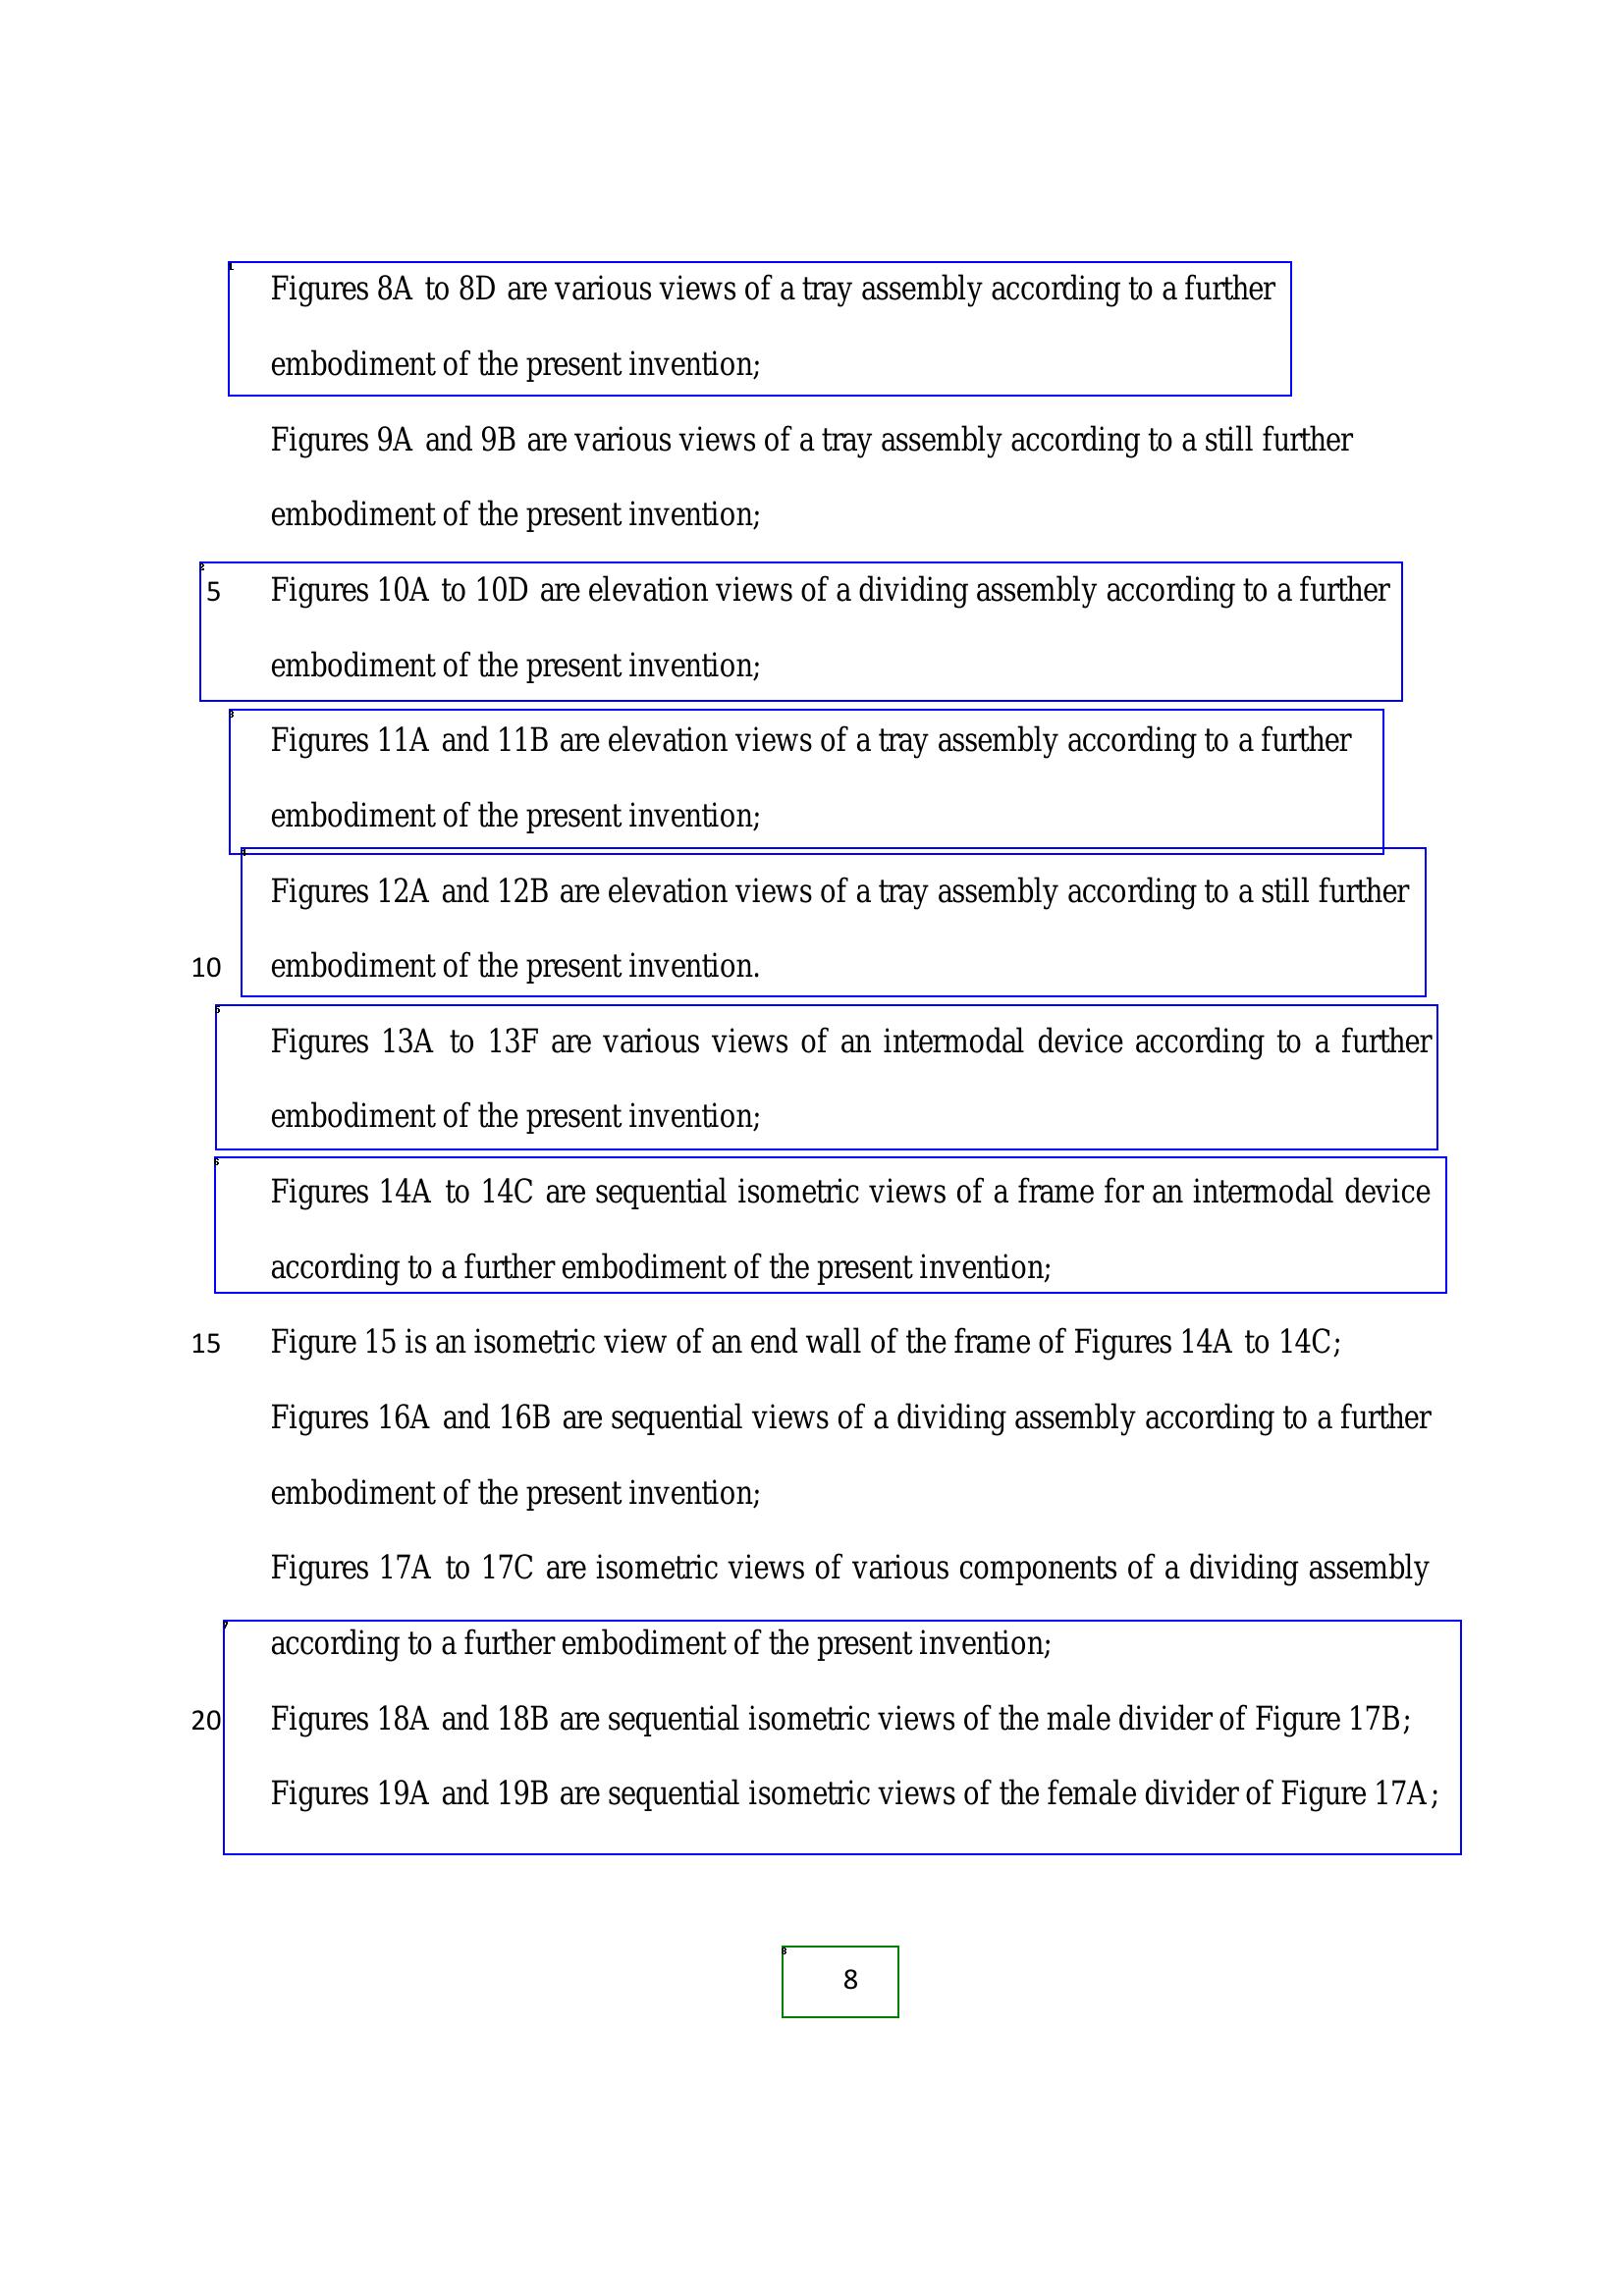 Figures 8A to 8D are various views of a tray assembly according to a further
embodiment of the present invention;
Figures 9A and 9B are various views of a tray assembly according to a still further
embodiment of the present invention;
5 Figures 10A to 10D are elevation views of a dividing assembly according to a further
embodiment of the present invention;
Figures 11A and 11B are elevation views of a tray assembly according to a further
embodiment of the present invention;
Figures 12A and 12B are elevation views of a tray assembly according to a still further
10 embodiment of the present invention.
Figures 13A to 13F are various views of an intermodal device according to a further
embodiment of the present invention;
Figures 14A to 14C are sequential isometric views of a frame for an intermodal device
according to a further embodiment of the present invention;
15 Figure 15 is an isometric view of an end wall of the frame of Figures 14A to 14C;
Figures 16A and 16B are sequential views of a dividing assembly according to a further
embodiment of the present invention;
Figures 17A to 17C are isometric views of various components of a dividing assembly
according to a further embodiment of the present invention;
20 Figures 18A and 18B are sequential isometric views of the male divider of Figure 17B;
Figures 19A and 19B are sequential isometric views of the female divider of Figure 17A;
8